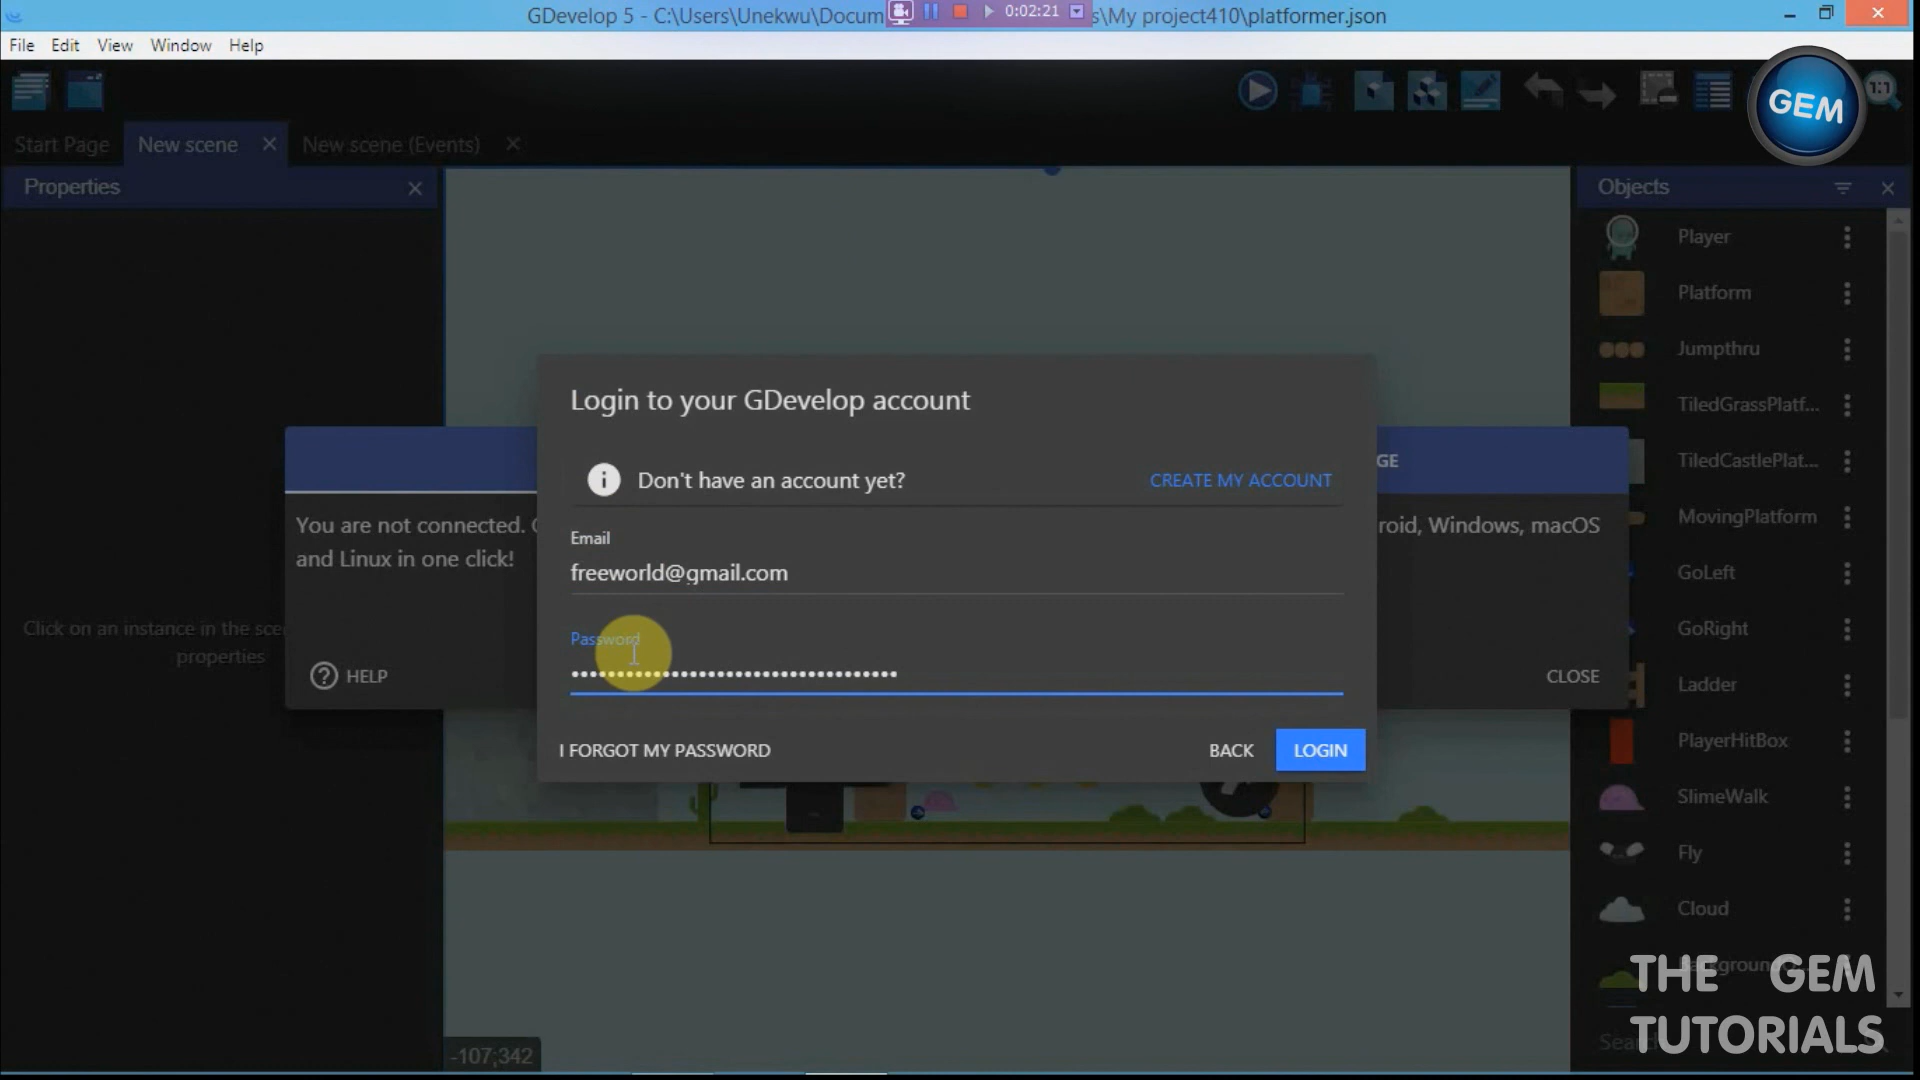 GDevelop 5 - C:\Users\Unekwu\Docum
0:02:21
s\My project410\platformer.json
File Edit View Window Help
1:1
GEM
Start Page
New scene
New scene (Events)
Properties
Objects
Player
Platform
Jumpthru
TiledGrassPlatf...
TiledCastlePlat...
MovingPlatform
GoLeft
GoRight
Ladder
PlayerHitBox
SlimeWalk
Fly
Cloud
Login to your GDevelop account
Don't have an account yet?
CREATE MY ACCOUNT
Email
freeworld@gmail.com
Password
I FORGOT MY PASSWORD
BACK
LOGIN
GE
You are not connected.
roid, Windows, macOS
and Linux in one click!
HELP
CLOSE
Click on an instance in the sce
properties
-107;342
THE GEM
TUTORIALS